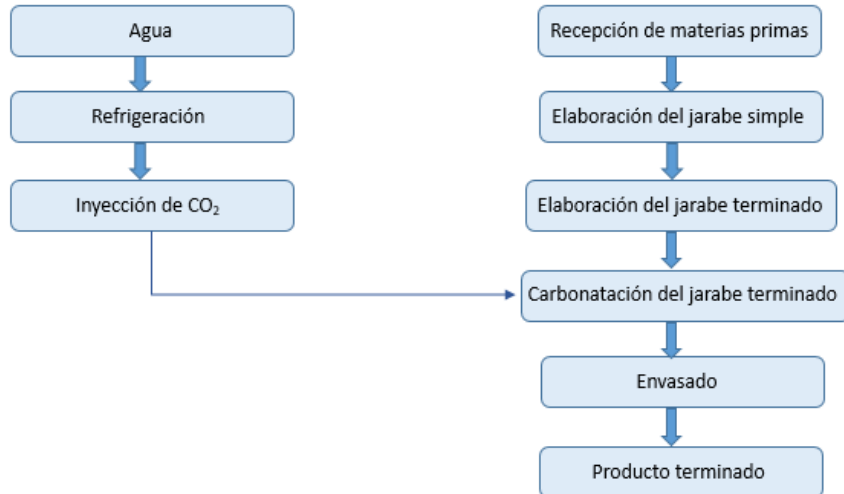 Agua
Refrigeración
Inyección de CO₂
Recepción de materias primas
Elaboración del jarabe simple
Elaboración del jarabe terminado
Carbonatación del jarabe terminado
Envasado
Producto terminado